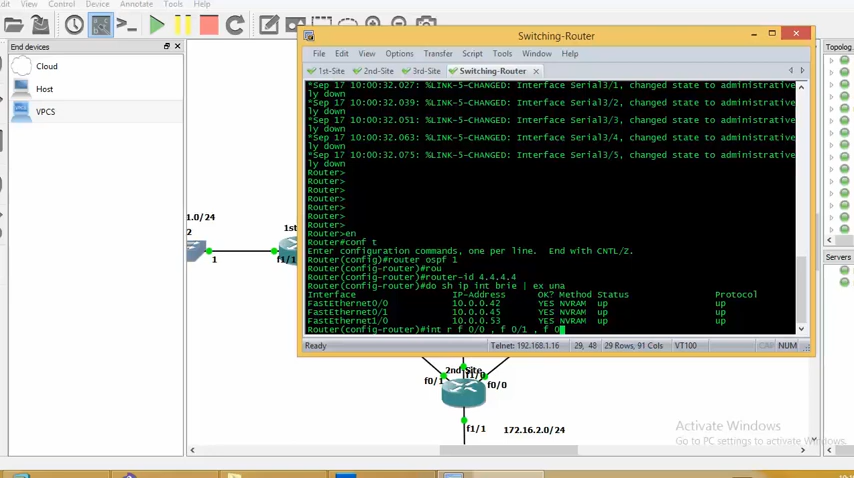 dit View Control Device Annotate Tools Help
End devices
Cloud
Host
VPCS
1.0/24
2
1
1st
f1/1
Switching-Router
File Edit View Options Transfer Script Tools Window Help
1st-Site 2nd-Site 3rd-Site Switching-Router
*Sep 17 10:00:32.027: %LINK-5-CHANGED: Interface Serial3/1, changed state to administrative
ly down
*Sep 17 10:00:32.039: %LINK-5-CHANGED: Interface Serial3/2, changed state to administrative
ly down
*Sep 17 10:00:32.051: %LINK-5-CHANGED: Interface Serial3/3, changed state to administrative
ly down
*Sep 17 10:00:32.063: %LINK-5-CHANGED: Interface Serial3/4, changed state to administrative
ly down
*Sep 17 10:00:32.075: %LINK-5-CHANGED: Interface Serial3/5, changed state to administrative
ly down
Router>
Router>
Router>
Router>
Router>
Router>
Router>en
Router#conf t
Enter configuration commands, one per line. End with CNTL/Z.
Router(config)#router ospf 1
Router(config-router)#rou
Router(config-router)#router-id 4.4.4.4
Router(config-router)#do sh ip int brie | ex una
Interface IP-Address OK? Method Status Protocol
FastEthernet0/0 10.0.0.42 YES NVRAM up up
FastEthernet0/1 10.0.0.45 YES NVRAM up up
FastEthernet1/0 10.0.0.53 YES NVRAM up up
Router(config-router)#int r f 0/0 , f 0/1 , f 0
Ready Telnet: 192.168.1.16 29, 48 29 Rows, 91 Cols VT100 CAP NUM
Topolog
Servers
2nd-Site
f0/1
f1/0
f0/0
f1/1
172.16.2.0/24
Activate Windows
Go to PC settings to activate Windows.